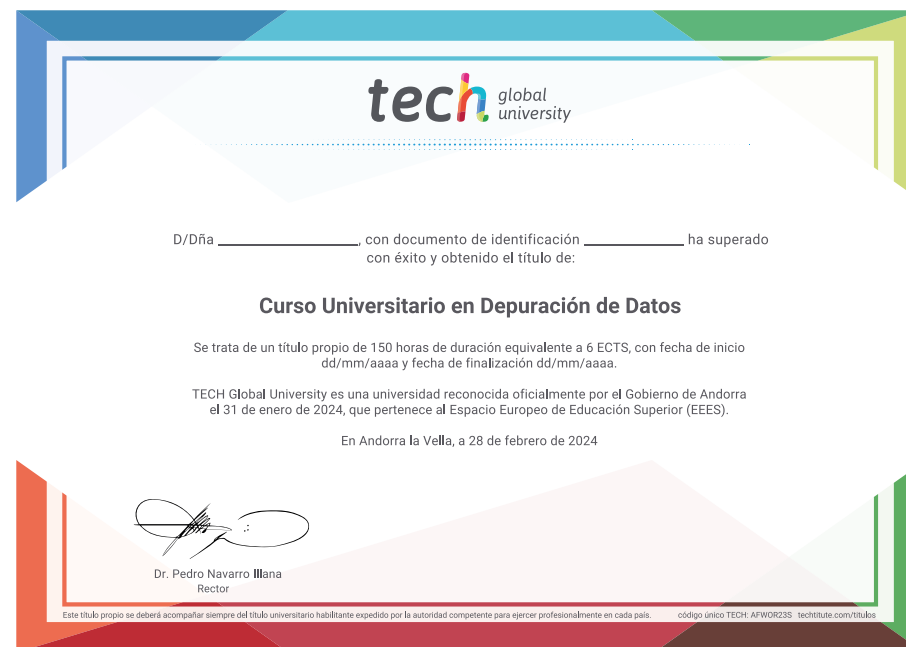 tech global university
D/Dña ____________, con documento de identificación ____________ ha superado
con éxito y obtenido el título de:
Curso Universitario en Depuración de Datos
Se trata de un título propio de 150 horas de duración equivalente a 6 ECTS, con fecha de inicio
dd/mm/aaaa y fecha de finalización dd/mm/aaaa.
TECH Global University es una universidad reconocida oficialmente por el Gobierno de Andorra
el 31 de enero de 2024, que pertenece al Espacio Europeo de Educación Superior (EEES).
En Andorra la Vella, a 28 de febrero de 2024
Dr. Pedro Navarro Illana
Rector
Este título propio se deberá acompañar siempre del título universitario habilitante expedido por la autoridad competente para ejercer profesionalmente en cada país. código único TECH: AFWOR23S techtitute.com/titulos